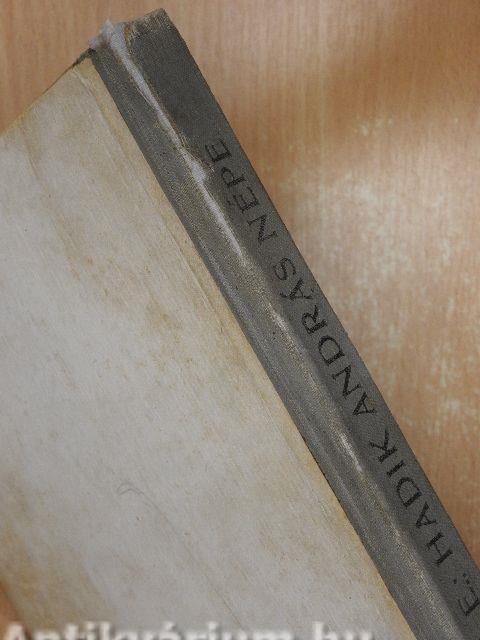 E.: HADIK ANDRÁS NÉPE
Antikvárium.hu